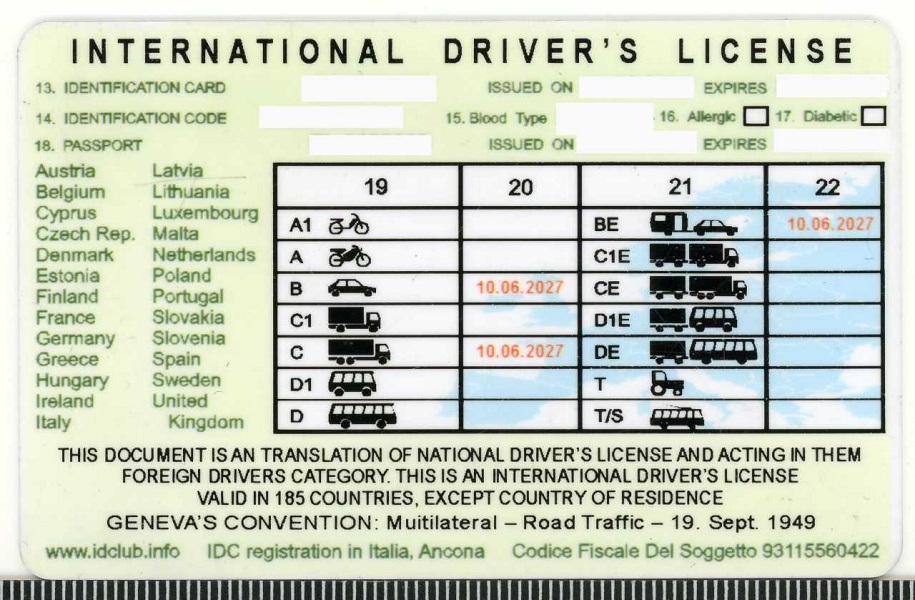 INTERNATIONAL DRIVER'S LICENSE
13. IDENTIFICATION CARD ISSUED ON EXPIRES
14. IDENTIFICATION CODE 15. Blood Type 16. Allergic 17. Diabetic
18. PASSPORT ISSUED ON EXPIRES
Austria Latvia
Belgium Lithuania
Cyprus Luxembourg
Czech Rep. Malta
Denmark Netherlands
Estonia Poland
Finland Portugal
France Slovakia
Germany Slovenia
Greece Spain
Hungary Sweden
Ireland United
Italy Kingdom
19 20 21 22
A1 BE 10.06.2027
A C1E
B 10.06.2027 CE
C1 D1E
C 10.06.2027 DE
D1 T
D T/S
THIS DOCUMENT IS AN TRANSLATION OF NATIONAL DRIVER'S LICENSE AND ACTING IN THEM
FOREIGN DRIVERS CATEGORY. THIS IS AN INTERNATIONAL DRIVER'S LICENSE
VALID IN 185 COUNTRIES, EXCEPT COUNTRY OF RESIDENCE
GENEVA'S CONVENTION: Muitilateral – Road Traffic – 19. Sept. 1949
www.idclub.info IDC registration in Italia, Ancona Codice Fiscale Del Soggetto 93115560422